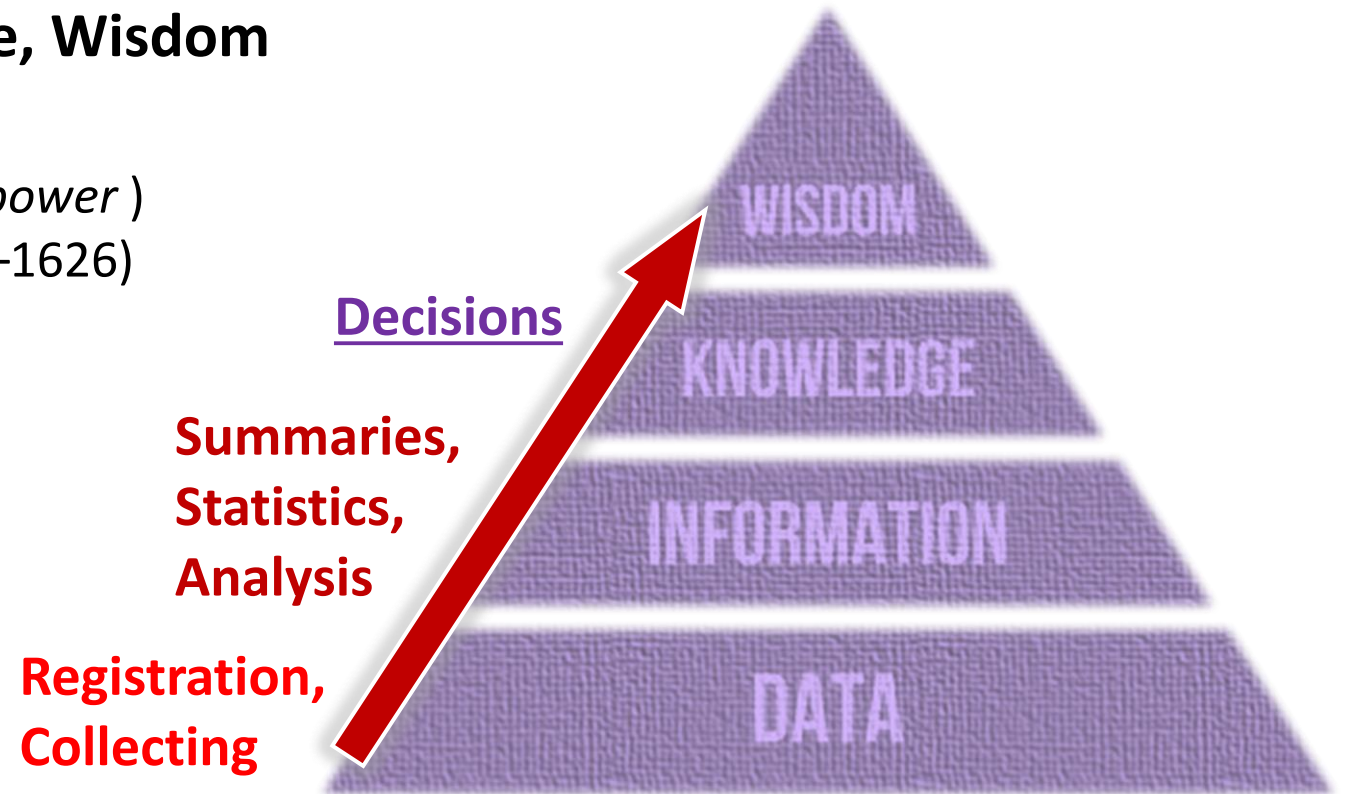 e, Wisdom
power )
-1626)
Decisions
Summaries,
Statistics,
Analysis
Registration,
Collecting
WISDOM
KNOWLEDGE
INFORMATION
DATA